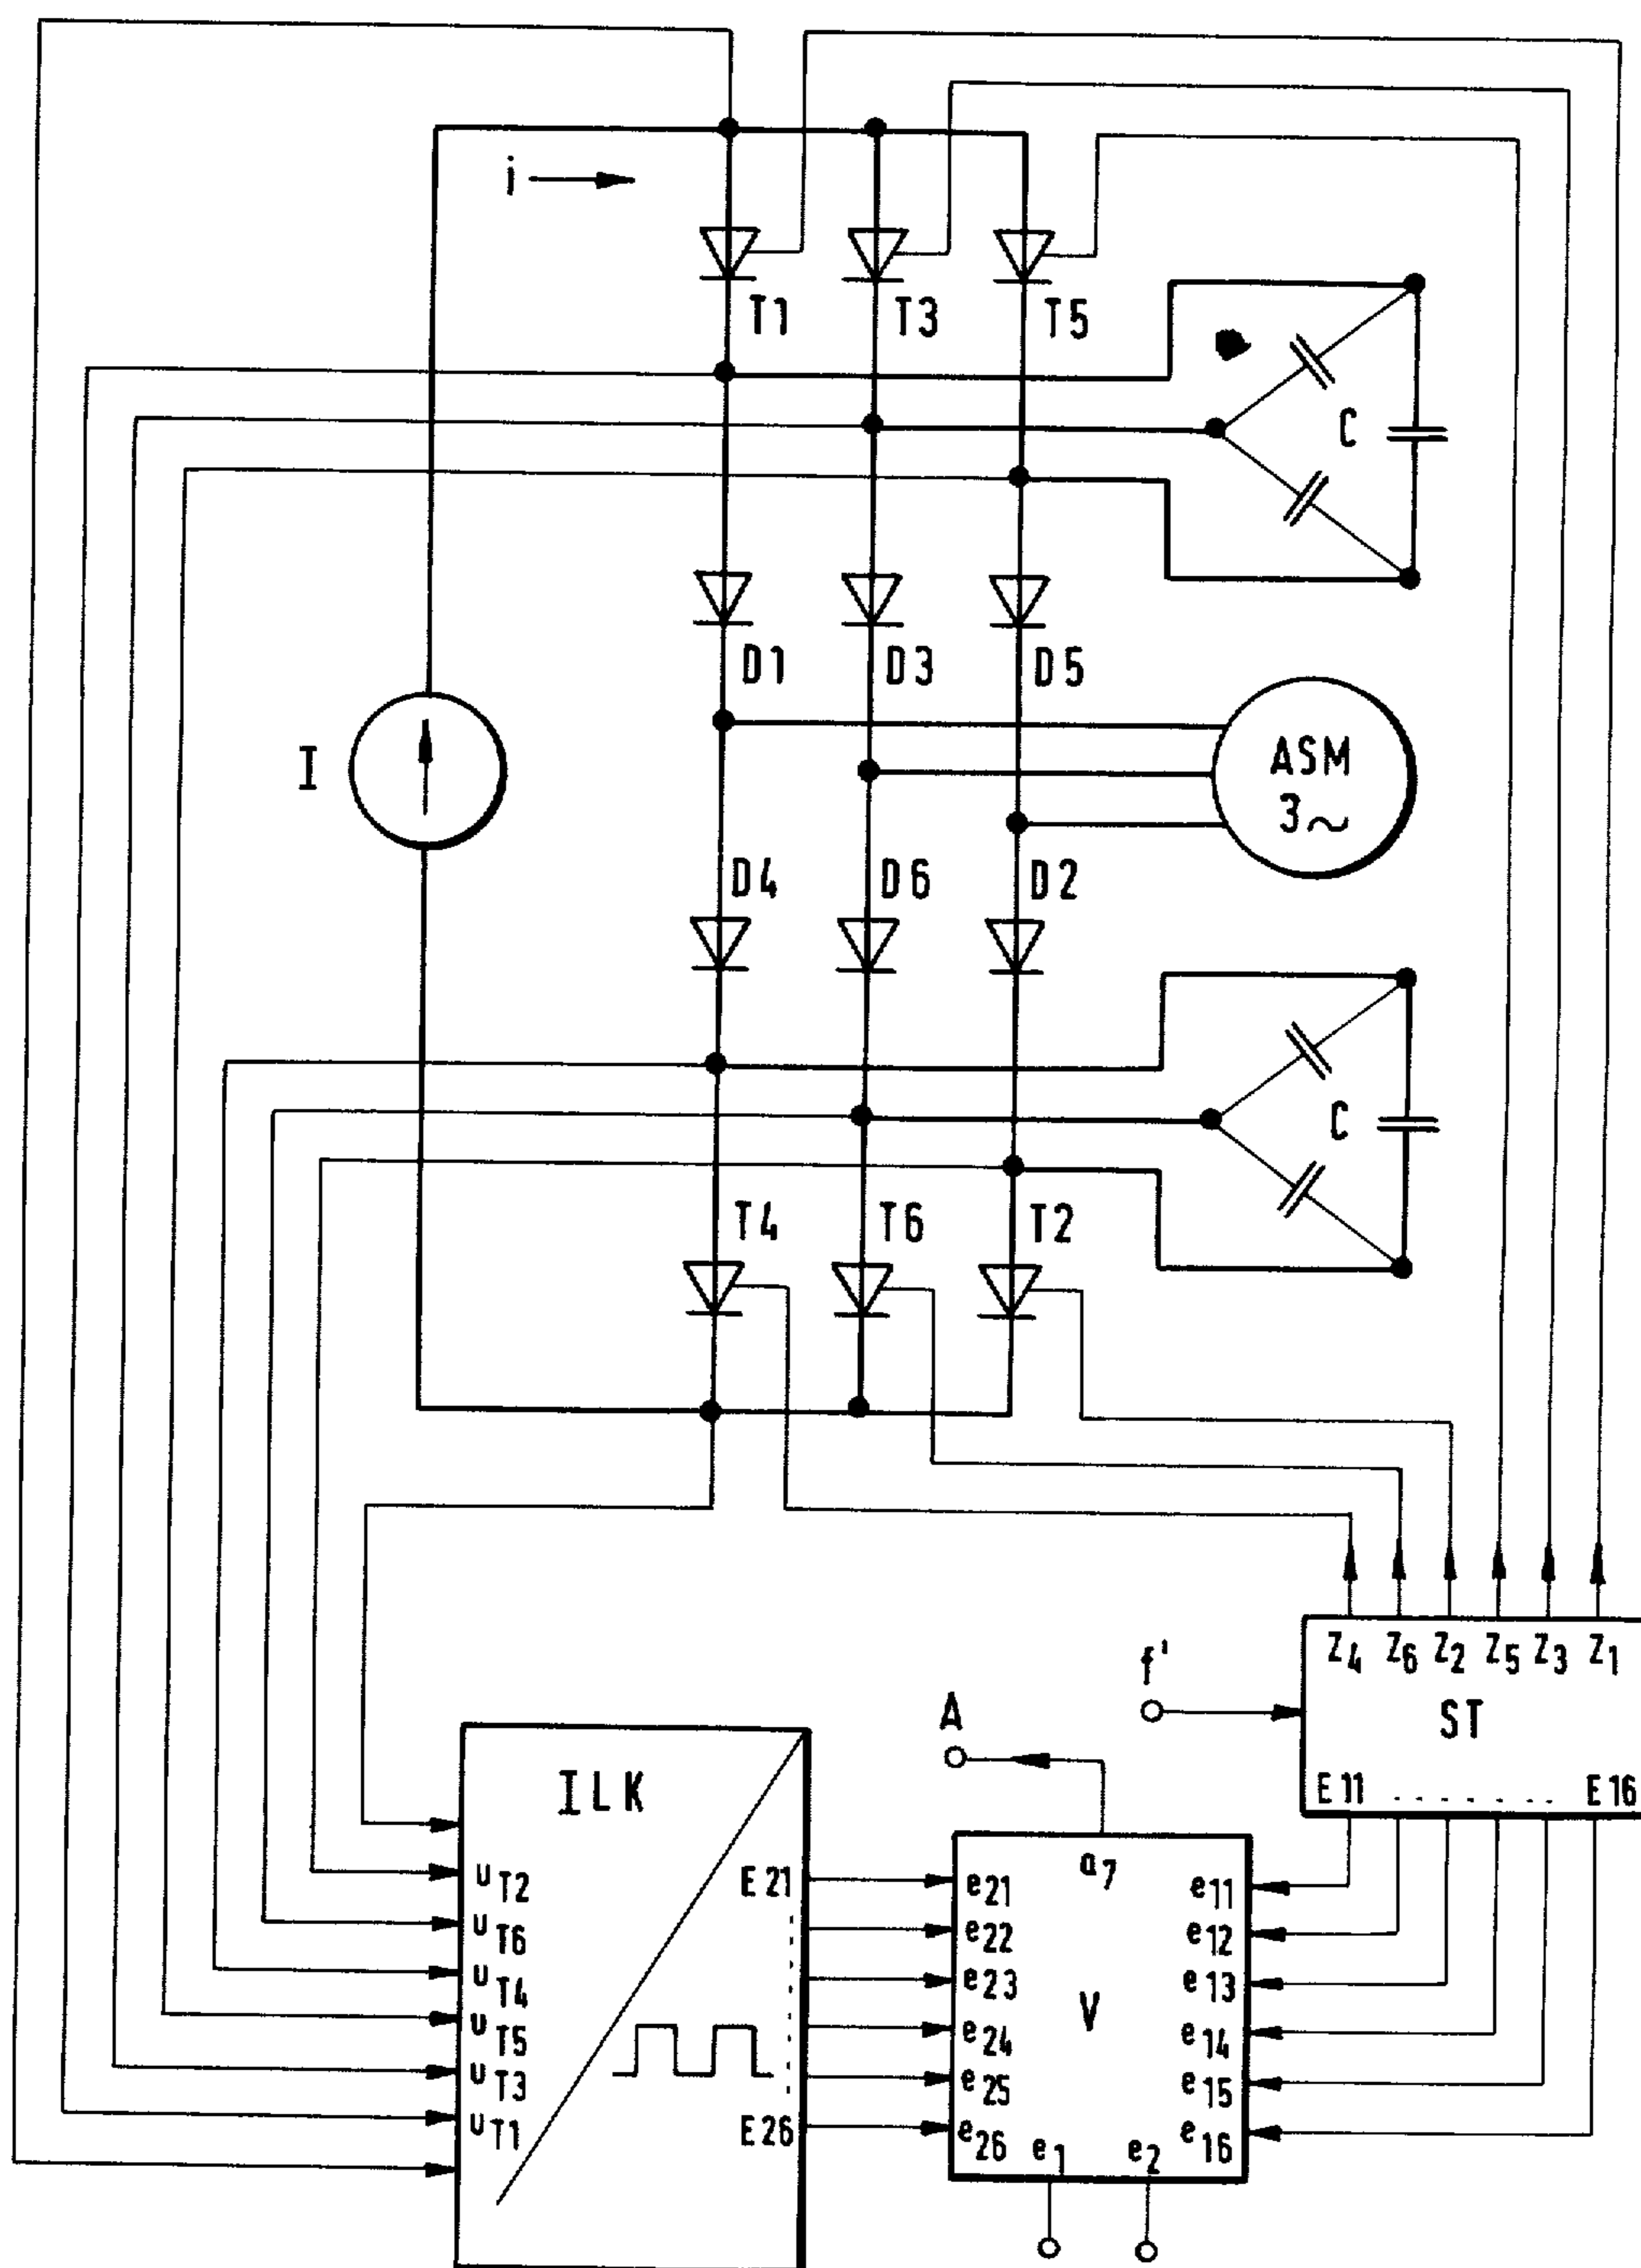 i
T1 T3 T5
C
D1 D3 D5
I
ASM
3~
D4 D6 D2
C
T4 T6 T2
Z4 Z6 Z2 Z5 Z3 Z1
f'
ST
A
E11 . . . . . . . E16
ILK
a7
uT2
E21
e21
e11
uT6
e22
e12
uT4
e23
e13
uT5
V
e24
e14
uT3
e25
e15
uT1
E26
e26
e16
e1 e2